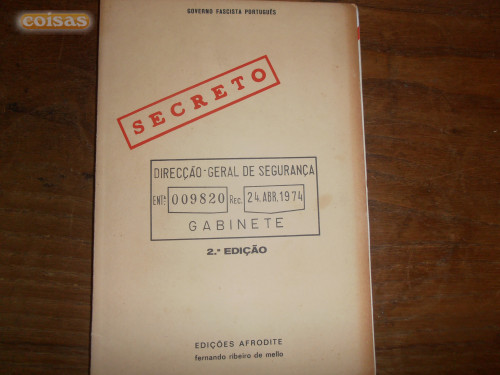 coisas
GOVERNO FASCISTA PORTUGUÊS
SECRETO
DIRECÇÃO-GERAL DE SEGURANÇA
ENTª 009820 REC. 24.ABR.1974
GABINETE
2.ª EDIÇÃO
EDIÇÕES AFRODITE
fernando ribeiro de mello